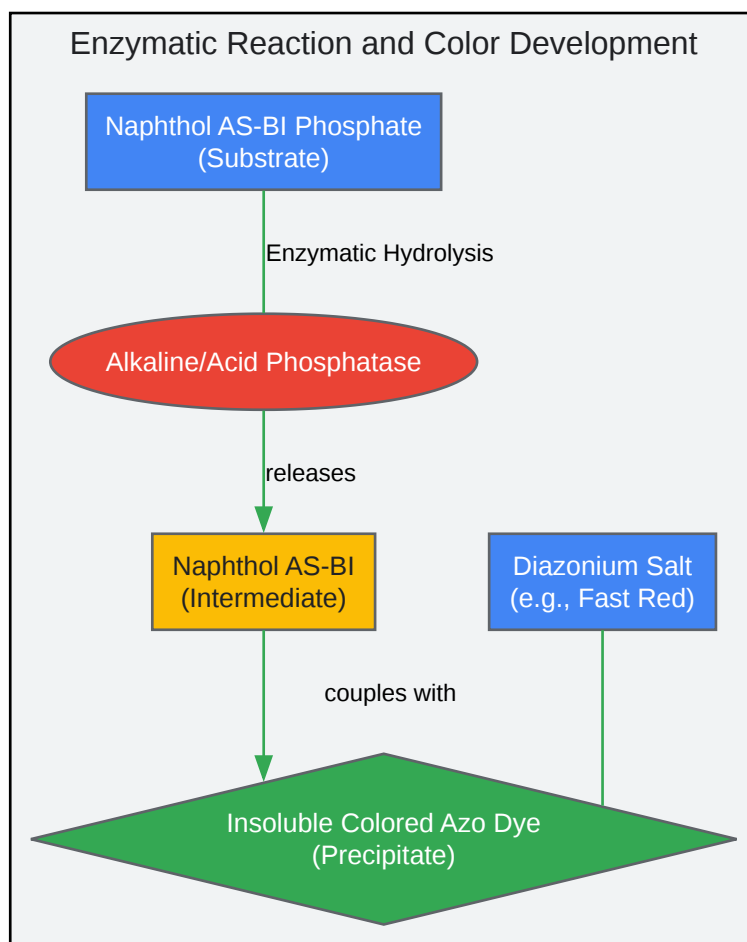 Enzymatic Reaction and Color Development
Naphthol AS-BI Phosphate
(Substrate)
Enzymatic Hydrolysis
Alkaline/Acid Phosphatase
releases
Naphthol AS-BI
(Intermediate)
Diazonium Salt
(e.g., Fast Red)
couples with
Insoluble Colored Azo Dye
(Precipitate)